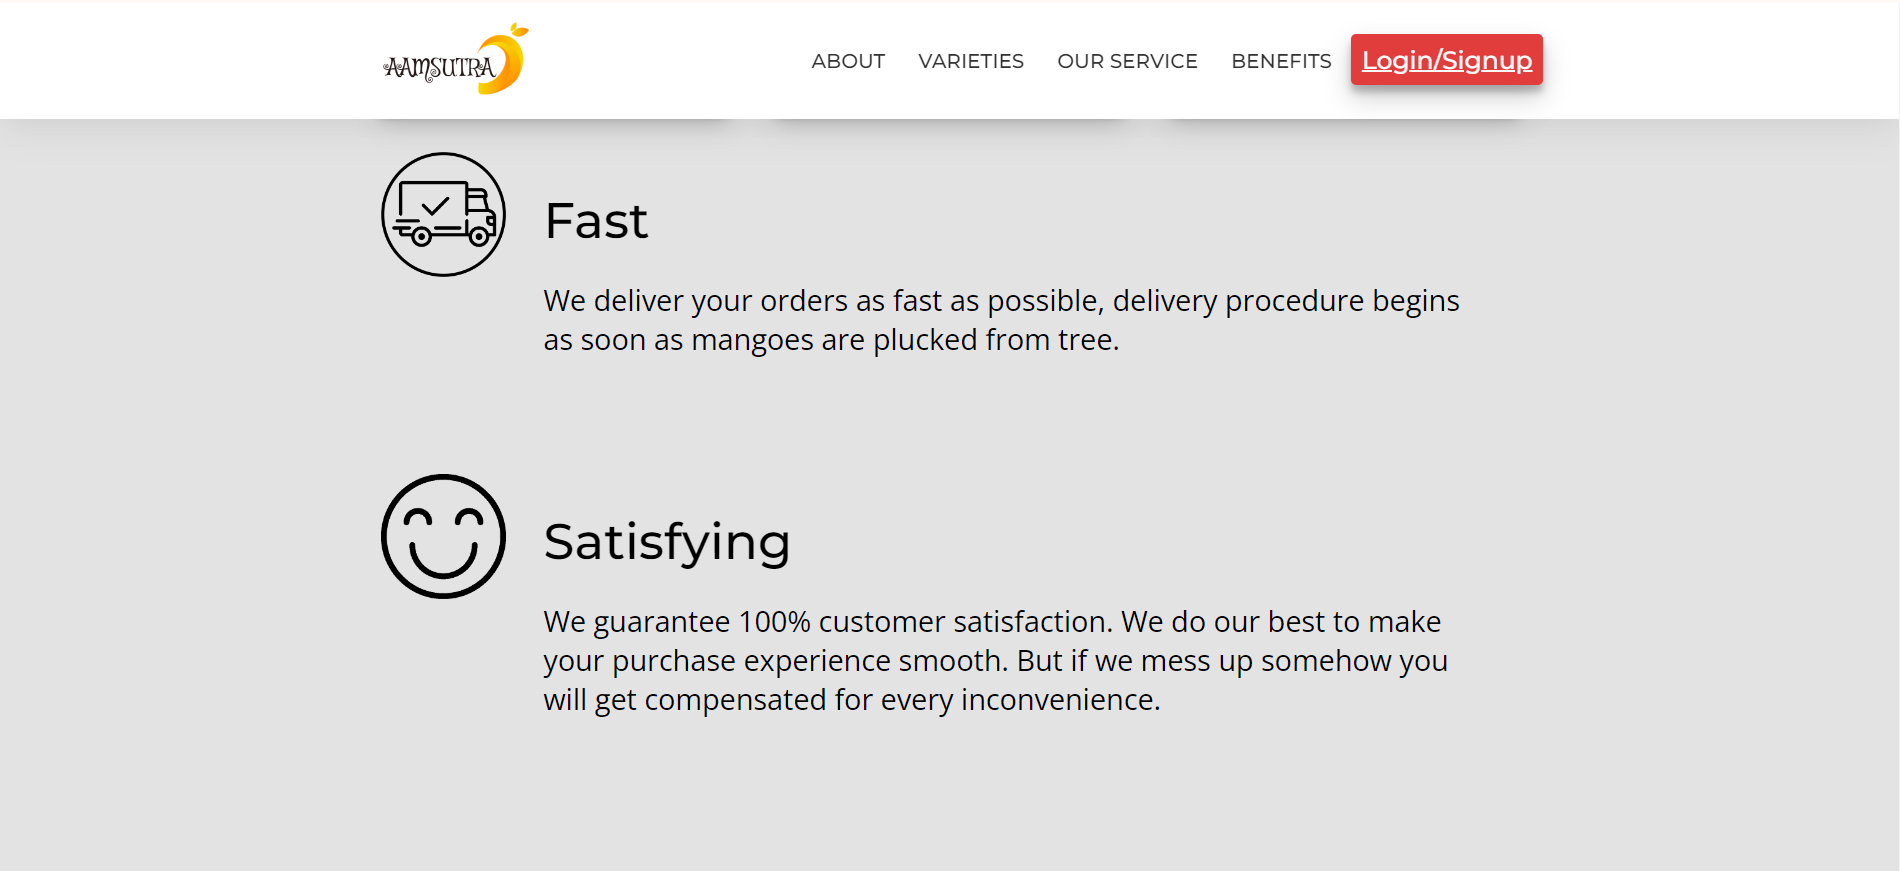 AAMSUTRA
ABOUT VARIETIES OUR SERVICE BENEFITS Login/Signup
Fast
We deliver your orders as fast as possible, delivery procedure begins
as soon as mangoes are plucked from tree.
Satisfying
We guarantee 100% customer satisfaction. We do our best to make
your purchase experience smooth. But if we mess up somehow you
will get compensated for every inconvenience.